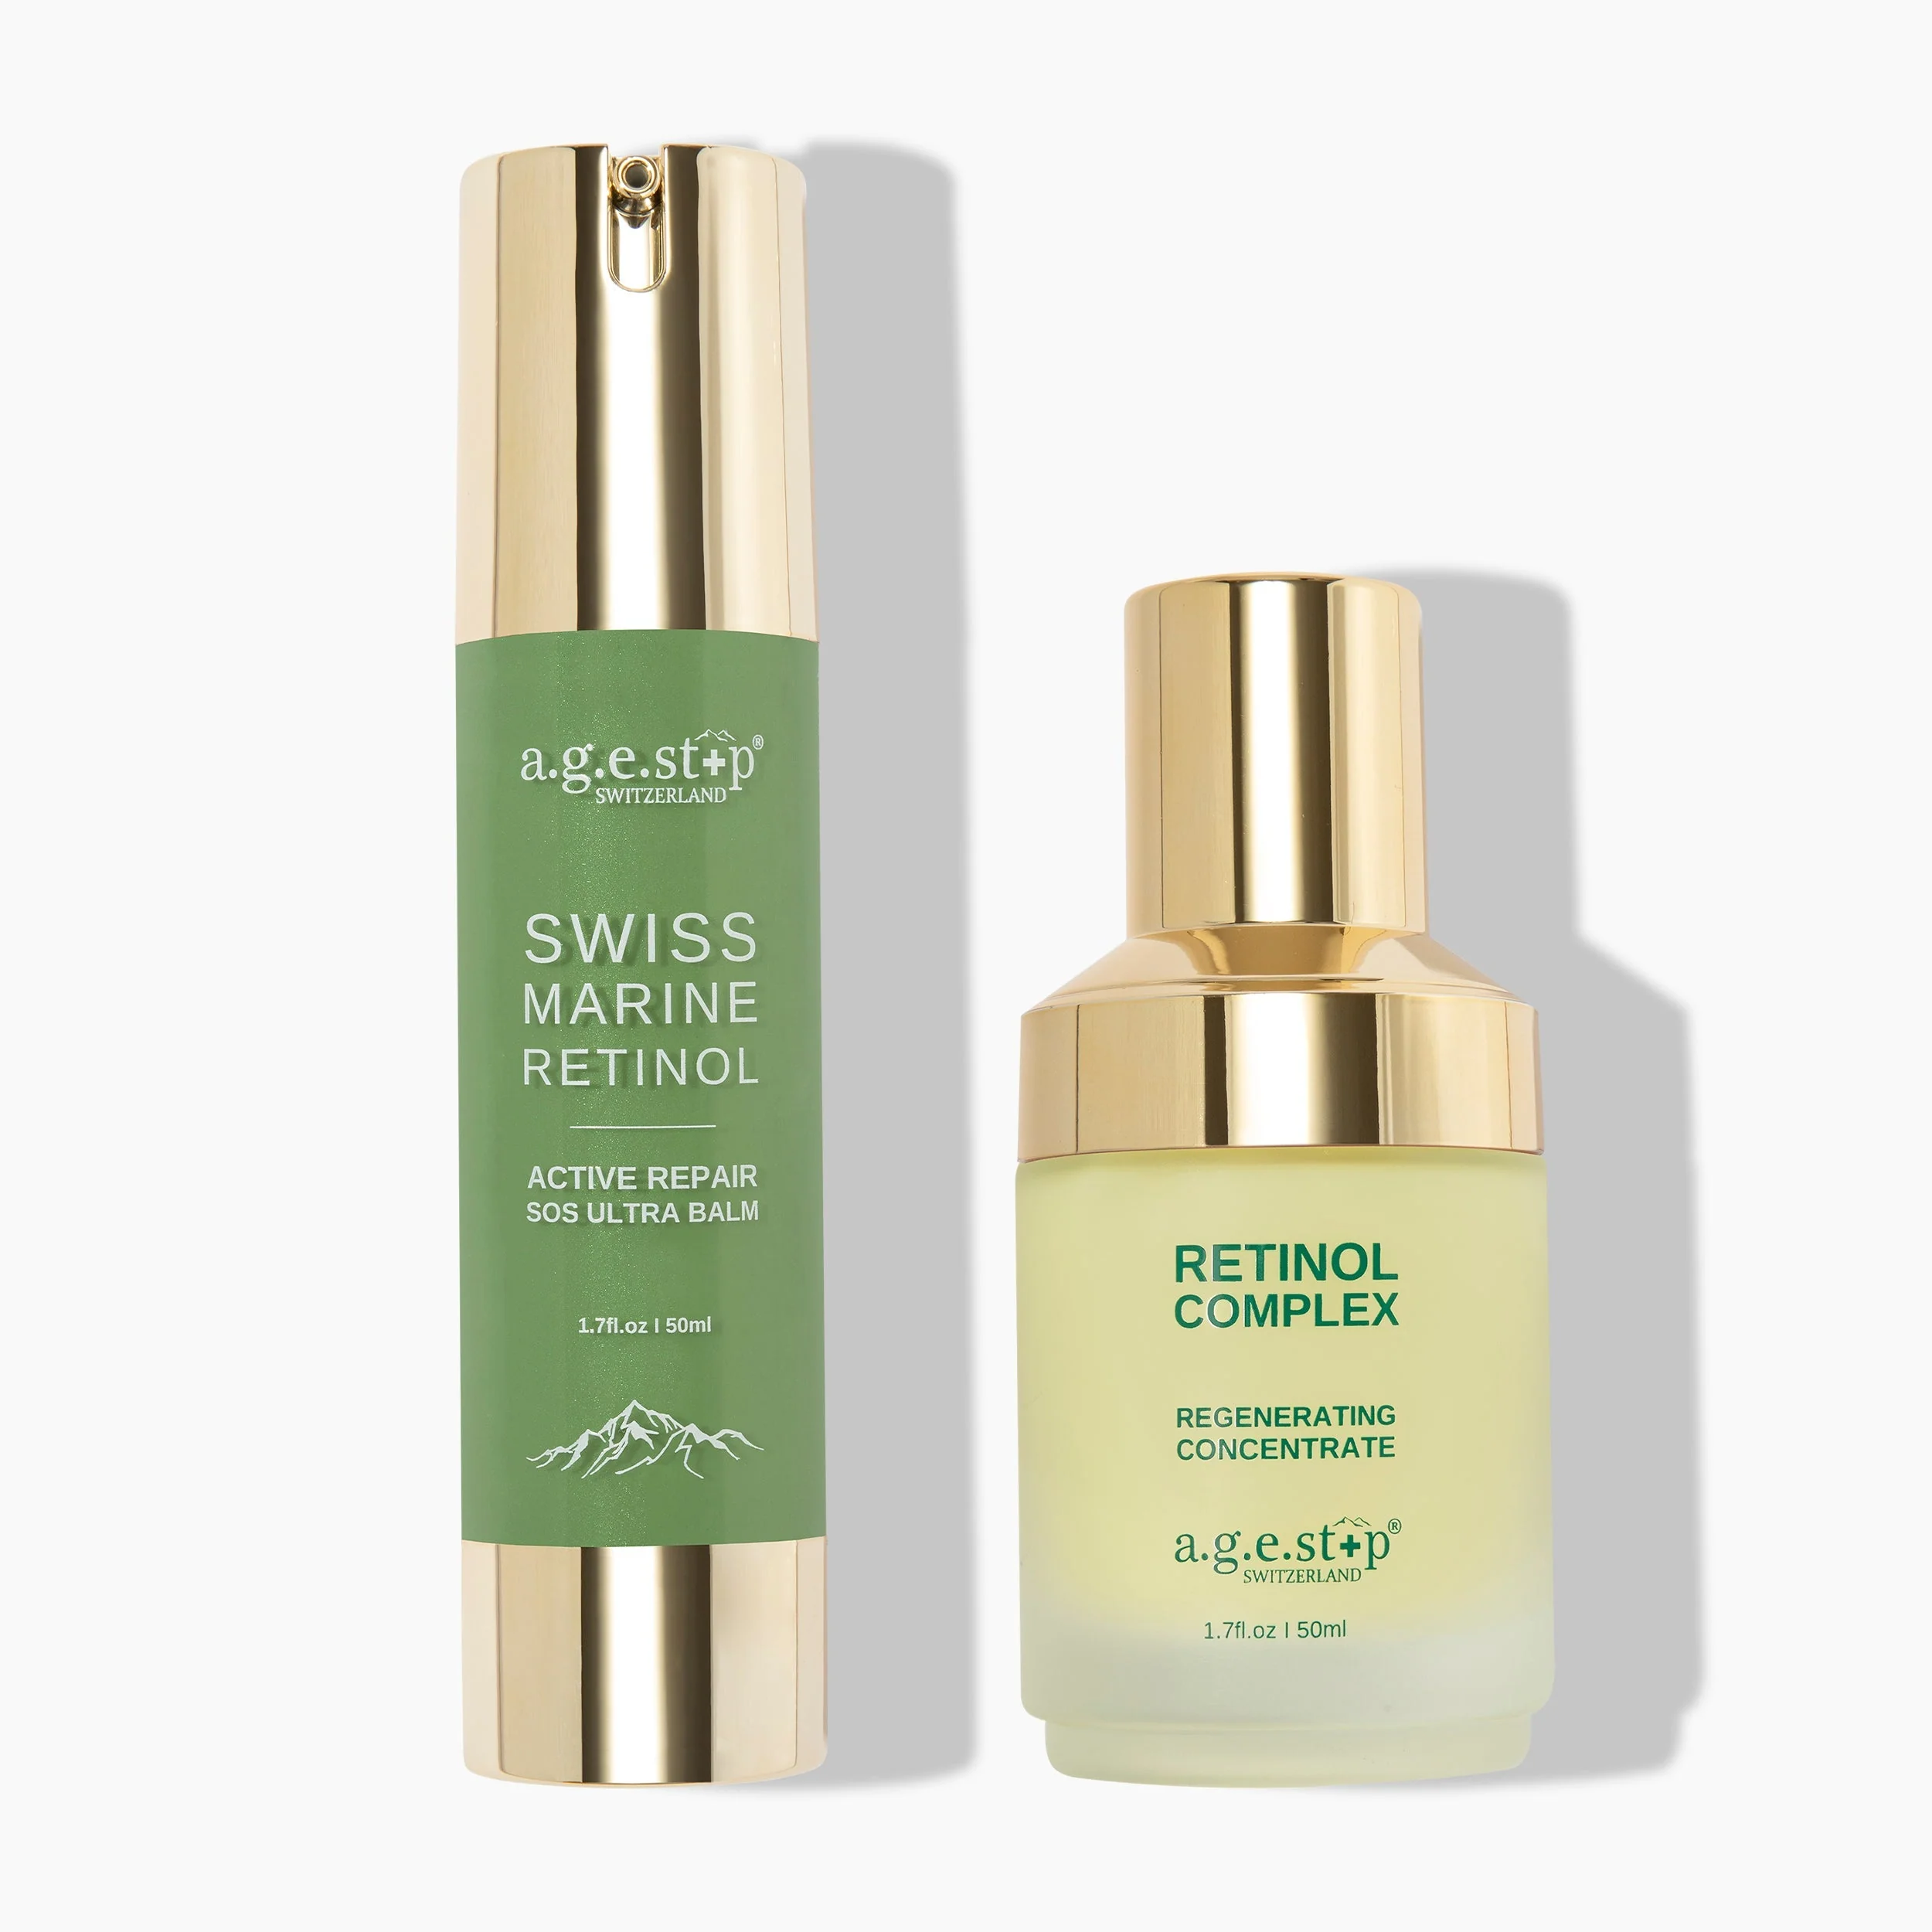 a.g.e.st+p®
SWITZERLAND
SWISS
MARINE
RETINOL
ACTIVE REPAIR
SOS ULTRA BALM
1.7fl.oz I 50ml
RETINOL
COMPLEX
REGENERATING
CONCENTRATE
a.g.e.st+p®
SWITZERLAND
1.7fl.oz I 50ml